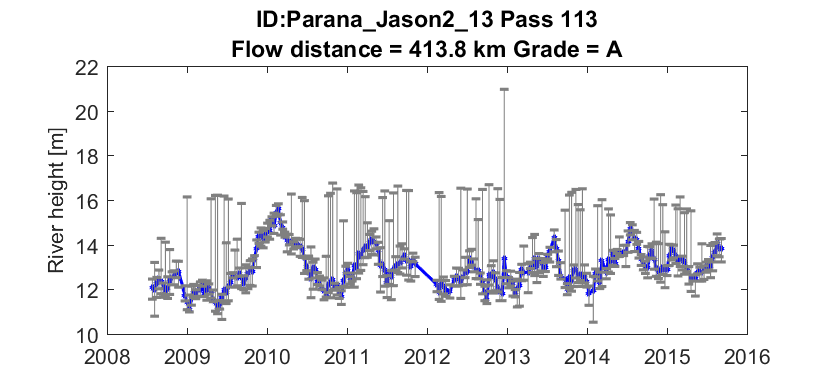 ID:Parana_Jason2_13 Pass 113
Flow distance = 413.8 km Grade = A
River height [m]
22
20
18
16
14
12
10
2008 2009 2010 2011 2012 2013 2014 2015 2016